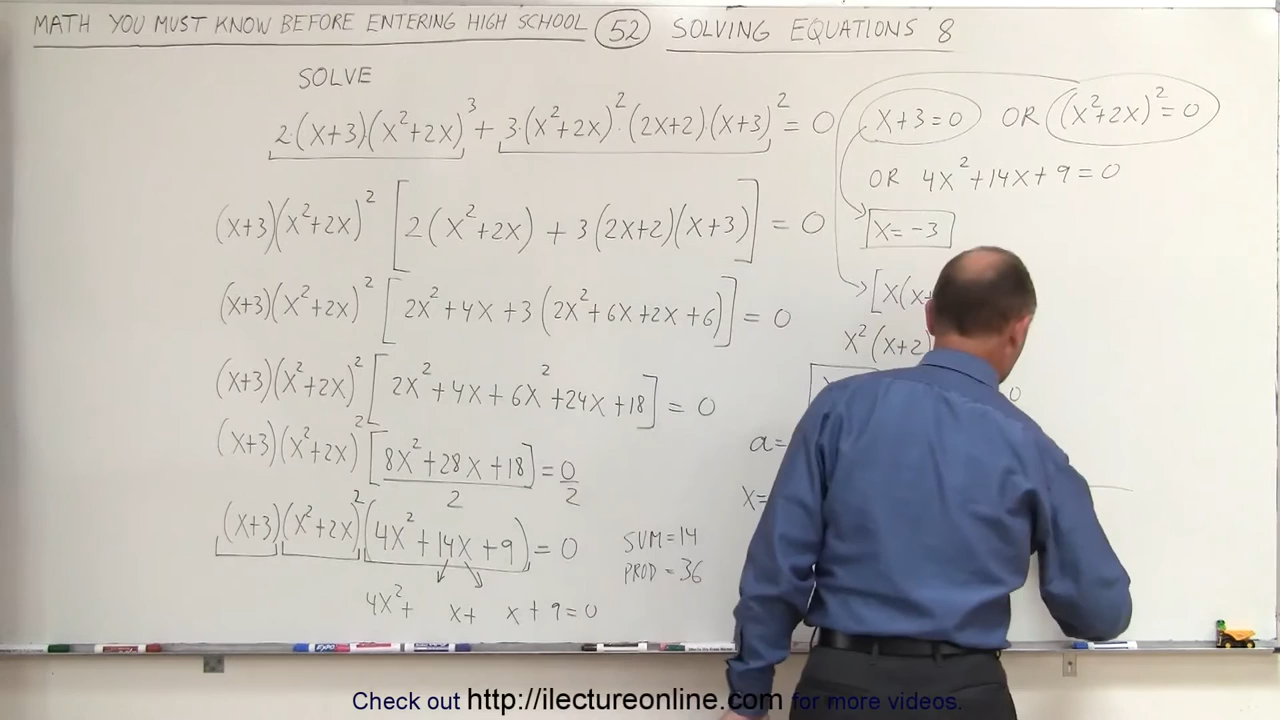 MATH YOU MUST KNOW BEFORE ENTERING HIGH SCHOOL 52 SOLVING EQUATIONS 8
SOLVE
2·(x+3)(x²+2x)³ + 3·(x²+2x)²·(2x+2)·(x+3)² = 0
(x+3)(x²+2x)² [2(x²+2x) + 3(2x+2)(x+3)] = 0
(x+3)(x²+2x)² [2x²+4x+3(2x²+6x+2x+6)] = 0
(x+3)(x²+2x)² [2x²+4x+6x²+24x+18] = 0
(x+3)(x²+2x)² [8x²+28x+18] = 0
2 2
(x+3)(x²+2x)²(4x²+14x+9) = 0
4x²+ x+ x+9=0
SUM=14
PROD=36
x+3=0 OR (x²+2x)²=0
OR 4x²+14x+9=0
x=-3
[x(x+
x²(x+2)
0
a=
x=
EXPO
Check out http://ilectureonline.com for more videos.